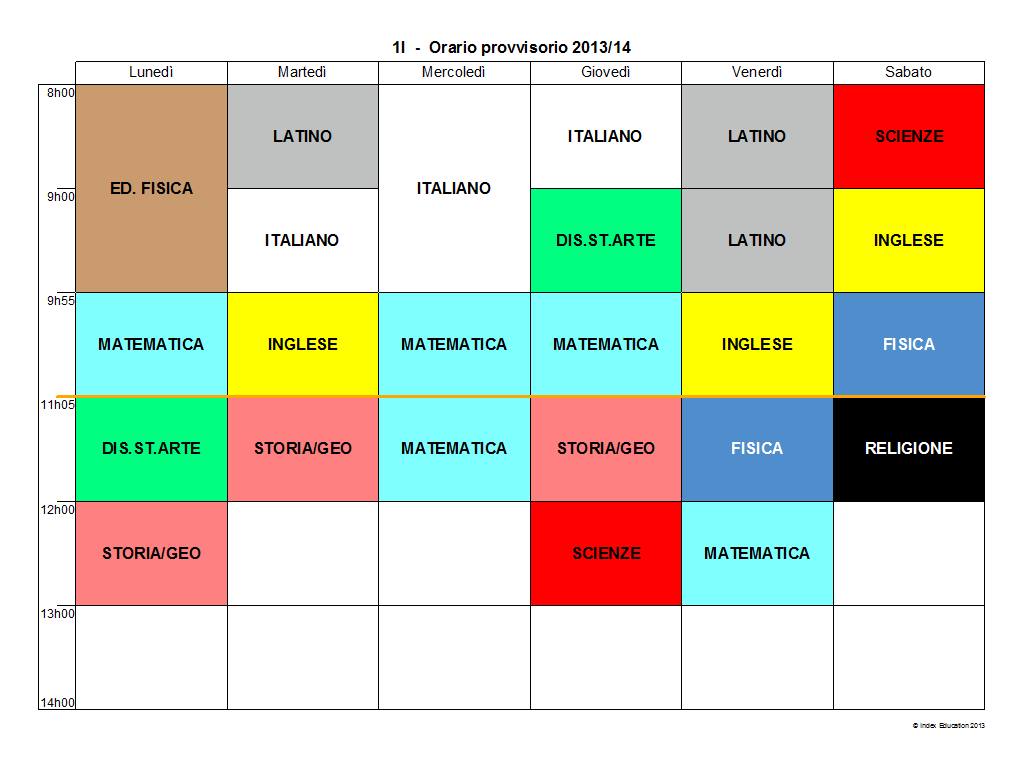 1I - Orario provvisorio 2013/14
Lunedì Martedì Mercoledì Giovedì Venerdì Sabato
8h00
LATINO ITALIANO LATINO SCIENZE
ED. FISICA ITALIANO
9h00
ITALIANO DIS.ST.ARTE LATINO INGLESE
9h55
MATEMATICA INGLESE MATEMATICA MATEMATICA INGLESE FISICA
11h05
DIS.ST.ARTE STORIA/GEO MATEMATICA STORIA/GEO FISICA RELIGIONE
12h00
STORIA/GEO SCIENZE MATEMATICA
13h00
14h00
© Index Education 2013